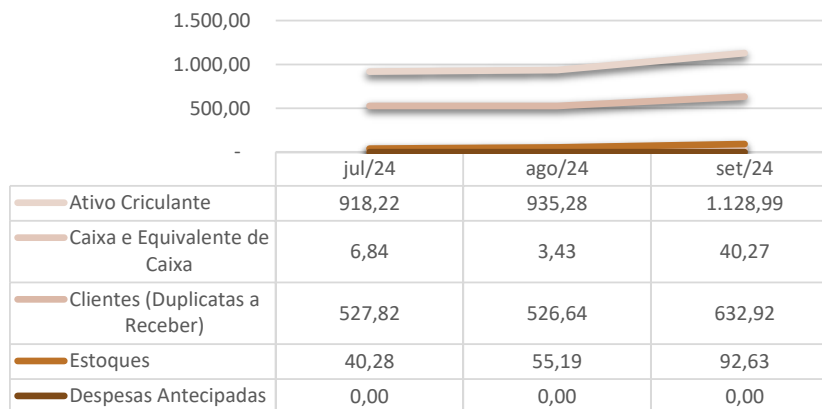 1.500,00
1.000,00
500,00
-
jul/24 ago/24 set/24
Ativo Criculante 918,22 935,28 1.128,99
Caixa e Equivalente de
Caixa 6,84 3,43 40,27
Clientes (Duplicatas a
Receber) 527,82 526,64 632,92
Estoques 40,28 55,19 92,63
Despesas Antecipadas 0,00 0,00 0,00